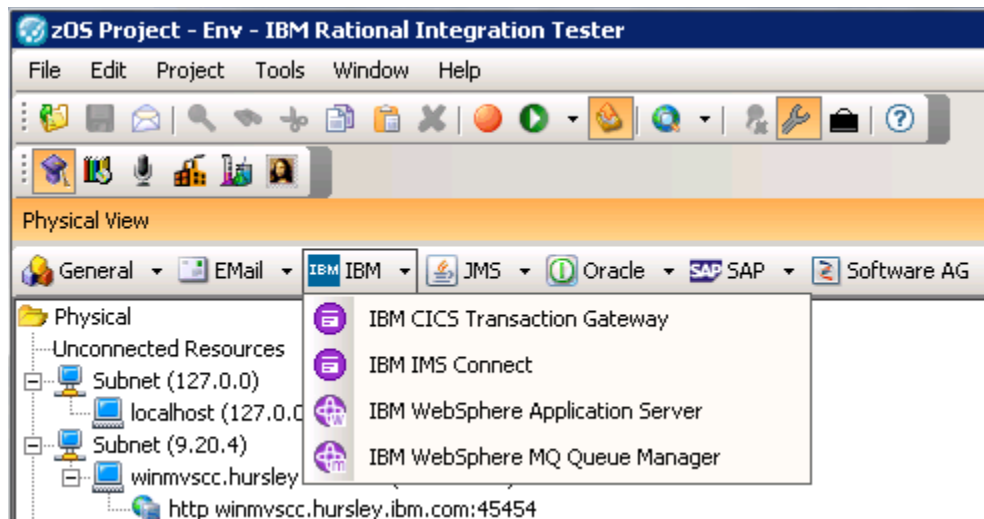 zOS Project - Env - IBM Rational Integration Tester
File Edit Project Tools Window Help
Physical View
General EMail IBM IBM JMS Oracle SAP SAP Software AG
Physical
IBM CICS Transaction Gateway
Unconnected Resources
IBM IMS Connect
Subnet (127.0.0)
localhost (127.0.0
IBM WebSphere Application Server
Subnet (9.20.4)
IBM WebSphere MQ Queue Manager
winmvscc.hursley
http winmvscc.hursley.ibm.com:45454